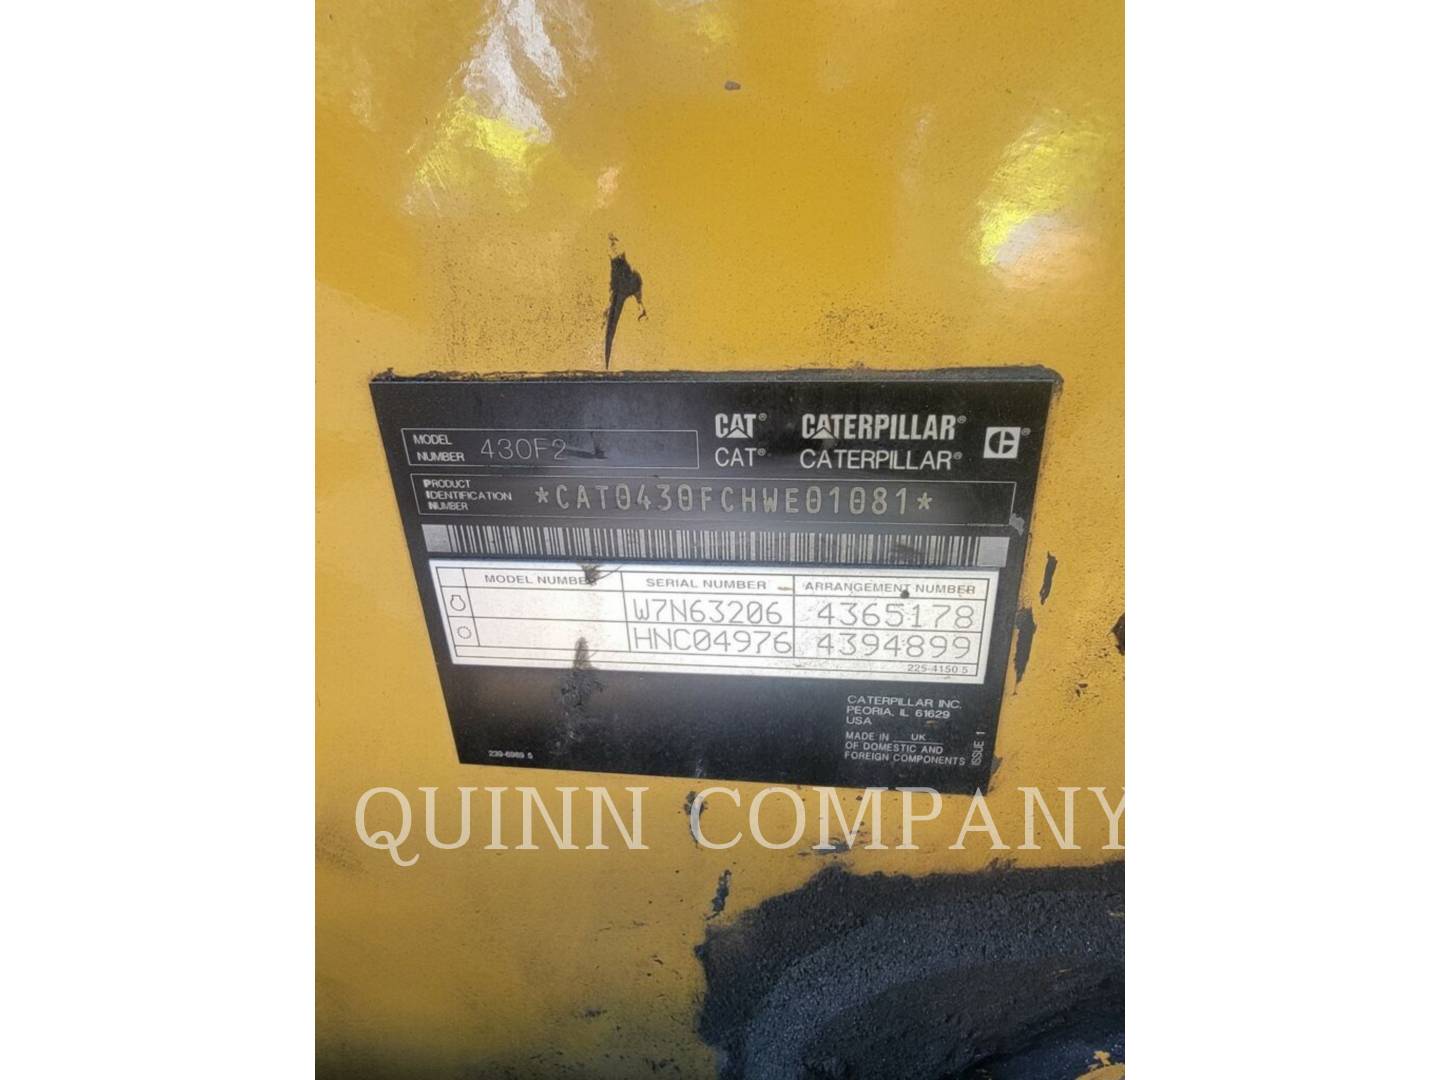 CAT® CATERPILLAR®
CAT® CATERPILLAR®
MODEL NUMBER 430F2
PRODUCT IDENTIFICATION NUMBER *CAT0430FCHWE01081*
MODEL NUMBER SERIAL NUMBER ARRANGEMENT NUMBER
W7N63206 4365178
HNC04976 4394899
225-4150 5
CATERPILLAR INC.
PEORIA, IL 61629
USA
MADE IN UK
OF DOMESTIC AND
FOREIGN COMPONENTS
ISSUE 1
239-6969 5
QUINN COMPANY